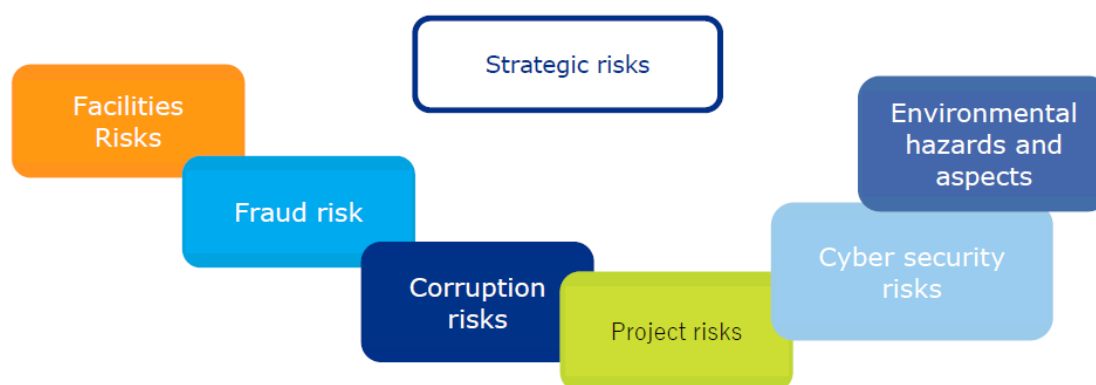 Strategic risks
Facilities
Risks
Fraud risk
Corruption
risks
Project risks
Cyber security
risks
Environmental
hazards and
aspects